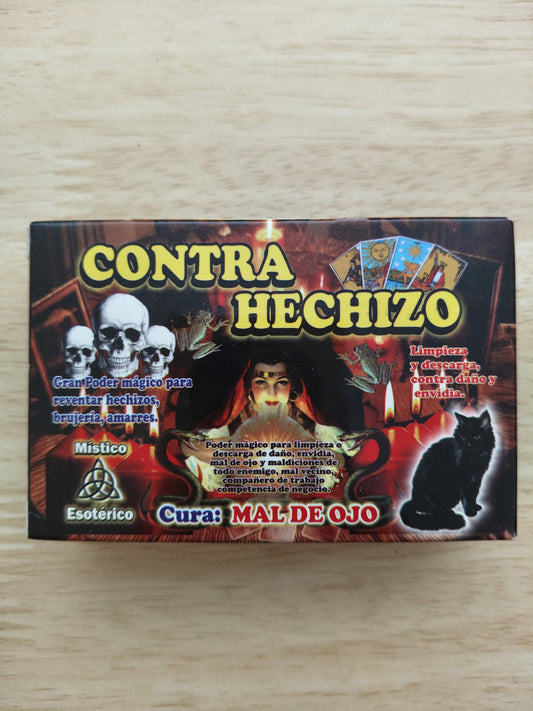 CONTRA
HECHIZO
Gran Poder mágico para
reventar hechizos,
brujería, amarres.
Limpieza
y descarga,
contra daño y
envidia.
Místico
Esotérico
Poder mágico para limpieza o
descarga de daño, envidia,
mal de ojo y maldiciones de
todo enemigo, mal vecino,
compañero de trabajo
competencia de negocio.
Cura: MAL DE OJO